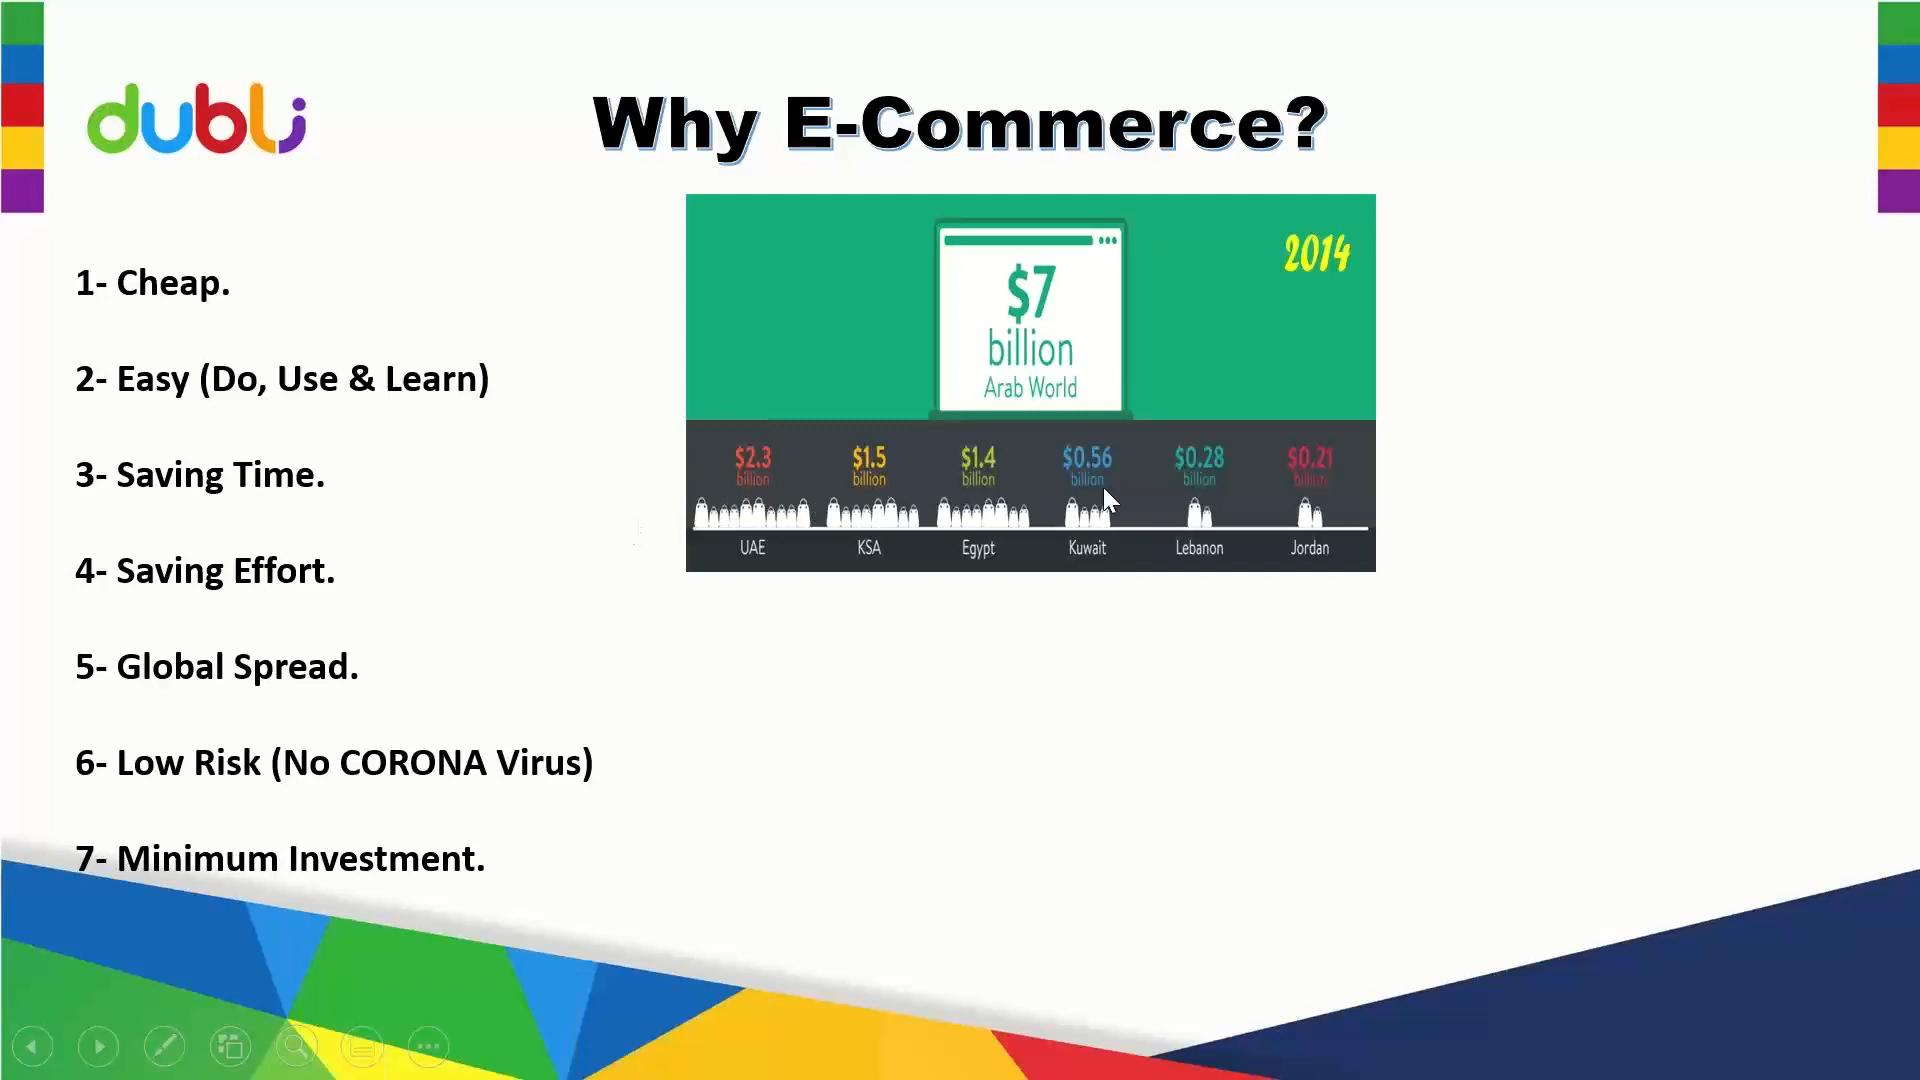 dubli
Why E-Commerce?
1- Cheap.
2- Easy (Do, Use & Learn)
3- Saving Time.
4- Saving Effort.
5- Global Spread.
6- Low Risk (No CORONA Virus)
7- Minimum Investment.
2014
$7
billion
Arab World
$2.3 $1.5 $1.4 $0.56 $0.28 $0.21
billion billion billion billion billion billion
UAE KSA Egypt Kuwait Lebanon Jordan